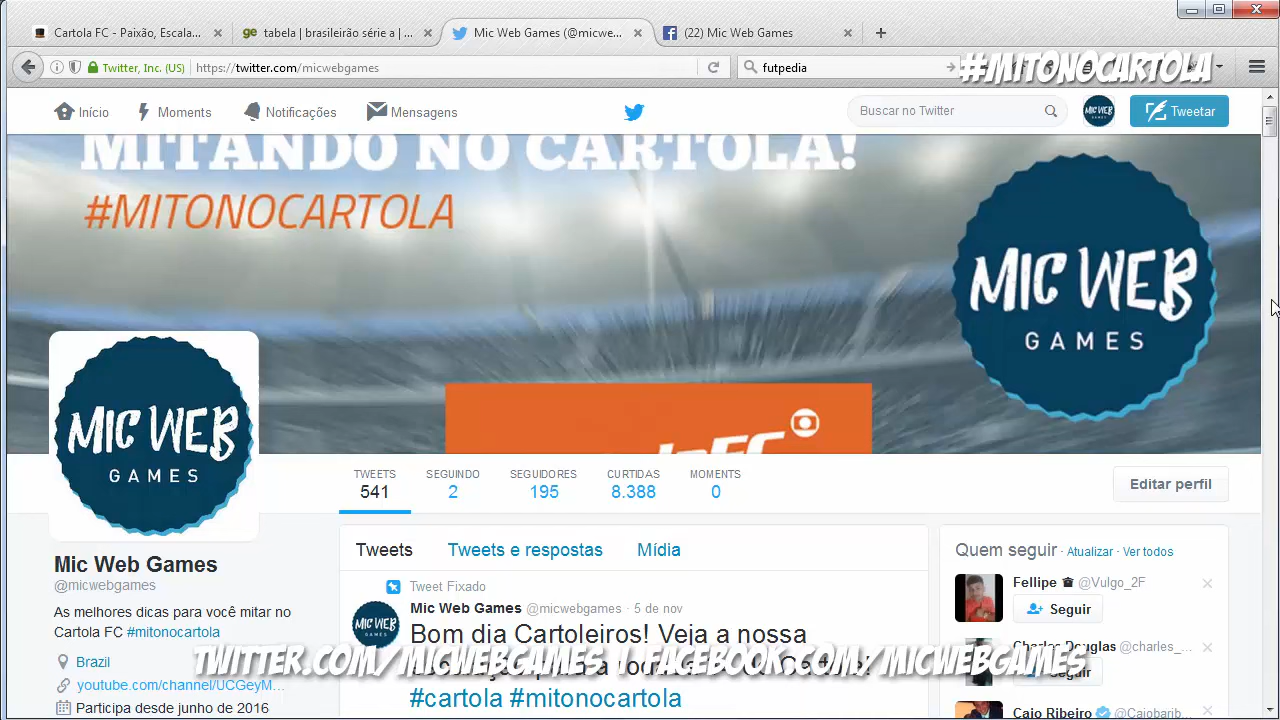 Cartola FC - Paixão, Escala...
ge tabela | brasileirão série a | ...
Mic Web Games (@micwe...
(22) Mic Web Games
Twitter, Inc. (US)
https://twitter.com/micwebgames
futpedia
#MITONOCARTOLA
Início
Moments
Notificações
Mensagens
Buscar no Twitter
Tweetar
MITANDO NO CARTOLA!
#MITONOCARTOLA
MIC WEB
GAMES
MIC WEB
GAMES
TWEETS
541
SEGUINDO
2
SEGUIDORES
195
CURTIDAS
8.388
MOMENTS
0
Editar perfil
Mic Web Games
@micwebgames
As melhores dicas para você mitar no
Cartola FC #mitonocartola
Brazil
youtube.com/channel/UCGeyM...
Participa desde junho de 2016
Tweets
Tweets e respostas
Mídia
Tweet Fixado
Mic Web Games @micwebgames · 5 de nov
MIC WEB
GAMES
Bom dia Cartoleiros! Veja a nossa
#cartola #mitonocartola
Quem seguir · Atualizar · Ver todos
Fellipe @Vulgo_2F
Seguir
Charles Douglas @charles_...
Seguir
Caio Ribeiro @Caiobarib...
TWITTER.COM/MICWEBGAMES || FACEBOOK.COM/MICWEBGAMES